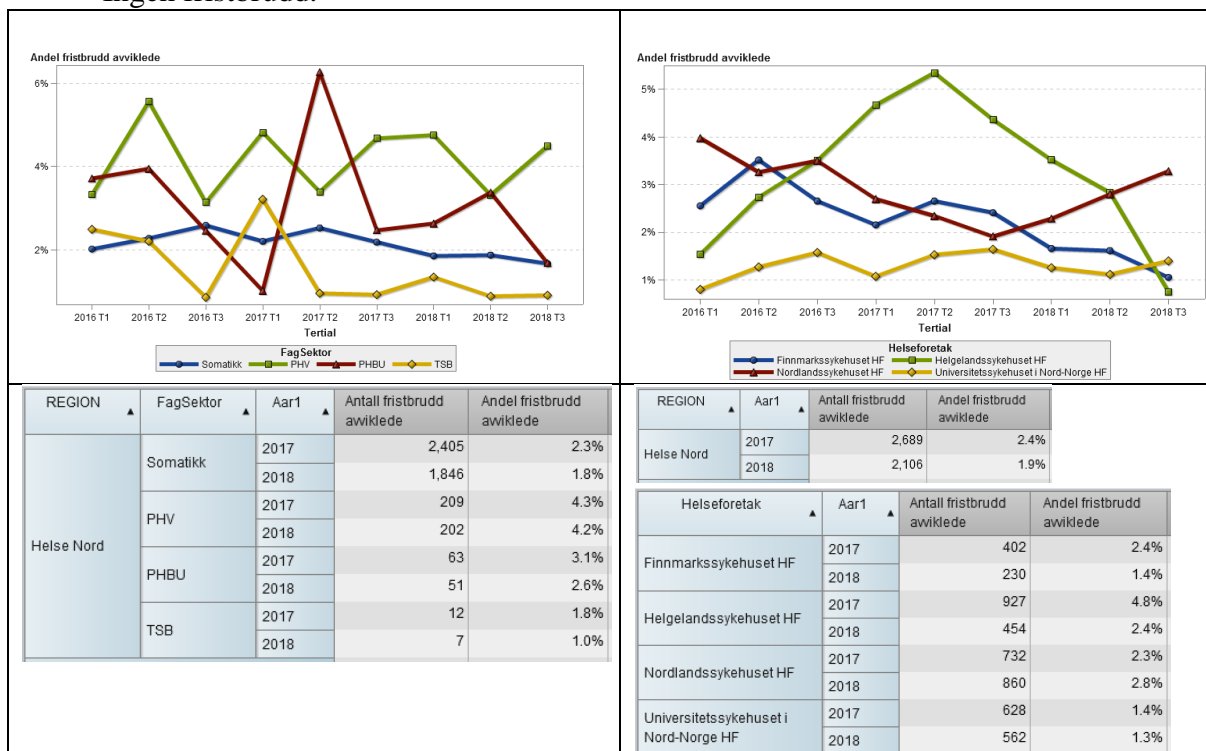 Ingen fristbrudd.
Andel fristbrudd avviklede
6%
4%
2%
2016 T1 2016 T2 2016 T3 2017 T1 2017 T2 2017 T3 2018 T1 2018 T2 2018 T3
Tertial
FagSektor
Somatikk PHV PHBU TSB
Andel fristbrudd avviklede
5%
4%
3%
2%
1%
2016 T1 2016 T2 2016 T3 2017 T1 2017 T2 2017 T3 2018 T1 2018 T2 2018 T3
Tertial
Helseforetak
Finnmarkssykehuset HF Helgelandssykehuset HF
Nordlandssykehuset HF Universitetssykehuset i Nord-Norge HF
REGION FagSektor Aar1 Antall fristbrudd Andel fristbrudd
avviklede avviklede
Helse Nord
Somatikk
2017 2,405 2.3%
2018 1,846 1.8%
PHV
2017 209 4.3%
2018 202 4.2%
PHBU
2017 63 3.1%
2018 51 2.6%
TSB
2017 12 1.8%
2018 7 1.0%
REGION Aar1 Antall fristbrudd Andel fristbrudd
avviklede avviklede
Helse Nord
2017 2,689 2.4%
2018 2,106 1.9%
Helseforetak Aar1 Antall fristbrudd Andel fristbrudd
avviklede avviklede
Finnmarkssykehuset HF
2017 402 2.4%
2018 230 1.4%
Helgelandssykehuset HF
2017 927 4.8%
2018 454 2.4%
Nordlandssykehuset HF
2017 732 2.3%
2018 860 2.8%
Universitetssykehuset i
Nord-Norge HF
2017 628 1.4%
2018 562 1.3%